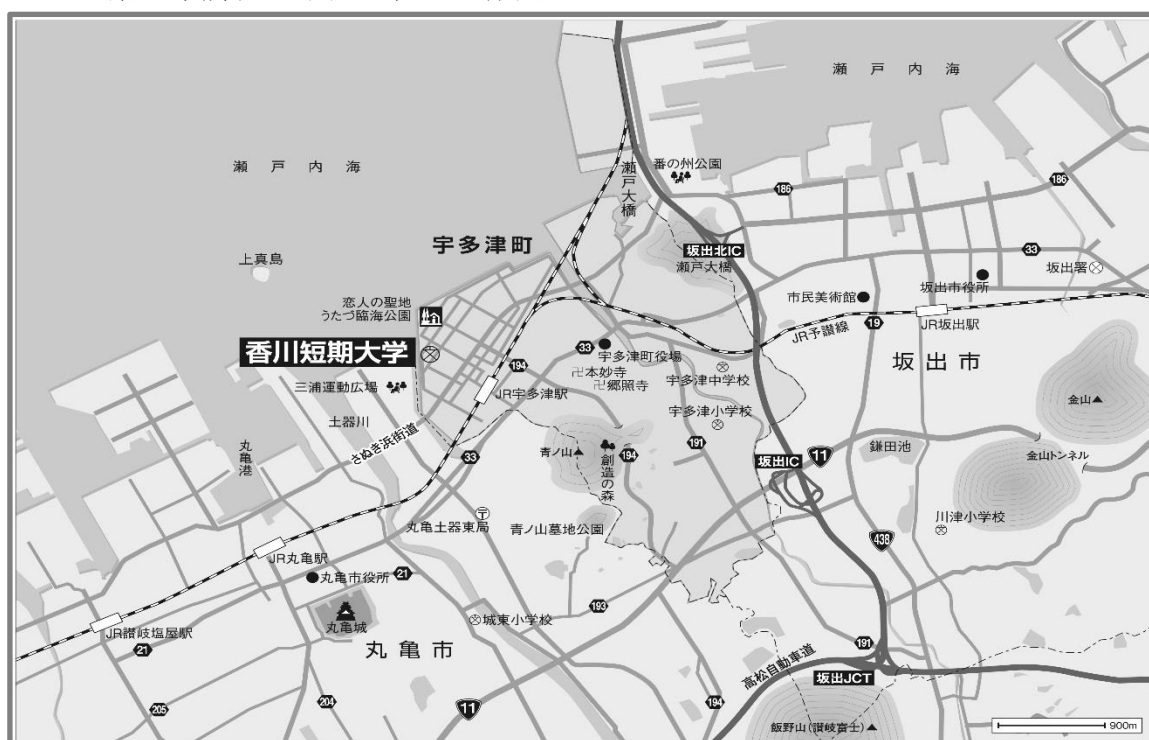 瀬戸内海
瀬戸内海
瀬戸大橋
番の州公園
186
186
宇多津町
坂出北IC
瀬戸大橋
33
坂出署
上真島
坂出市役所
市民美術館
恋人の聖地
うたづ臨海公園
19
JR坂出駅
JR予讃線
香川短期大学
33
宇多津町役場
坂出市
194
卍本妙寺
宇多津中学校
卍郷照寺
三浦運動広場
JR宇多津駅
金山▲
土器川
宇多津小学校
さぬき浜街道
丸亀港
191
鎌田池
青ノ山▲
創造の森
194
33
坂出IC
11
金山トンネル
丸亀土器東局
青ノ山墓地公園
川津小学校
438
JR丸亀駅
丸亀市役所
21
193
城東小学校
丸亀城
JR讃岐塩屋駅
21
丸亀市
191
高松自動車道
坂出JCT
205
204
11
194
飯野山(讃岐富士)▲
900m